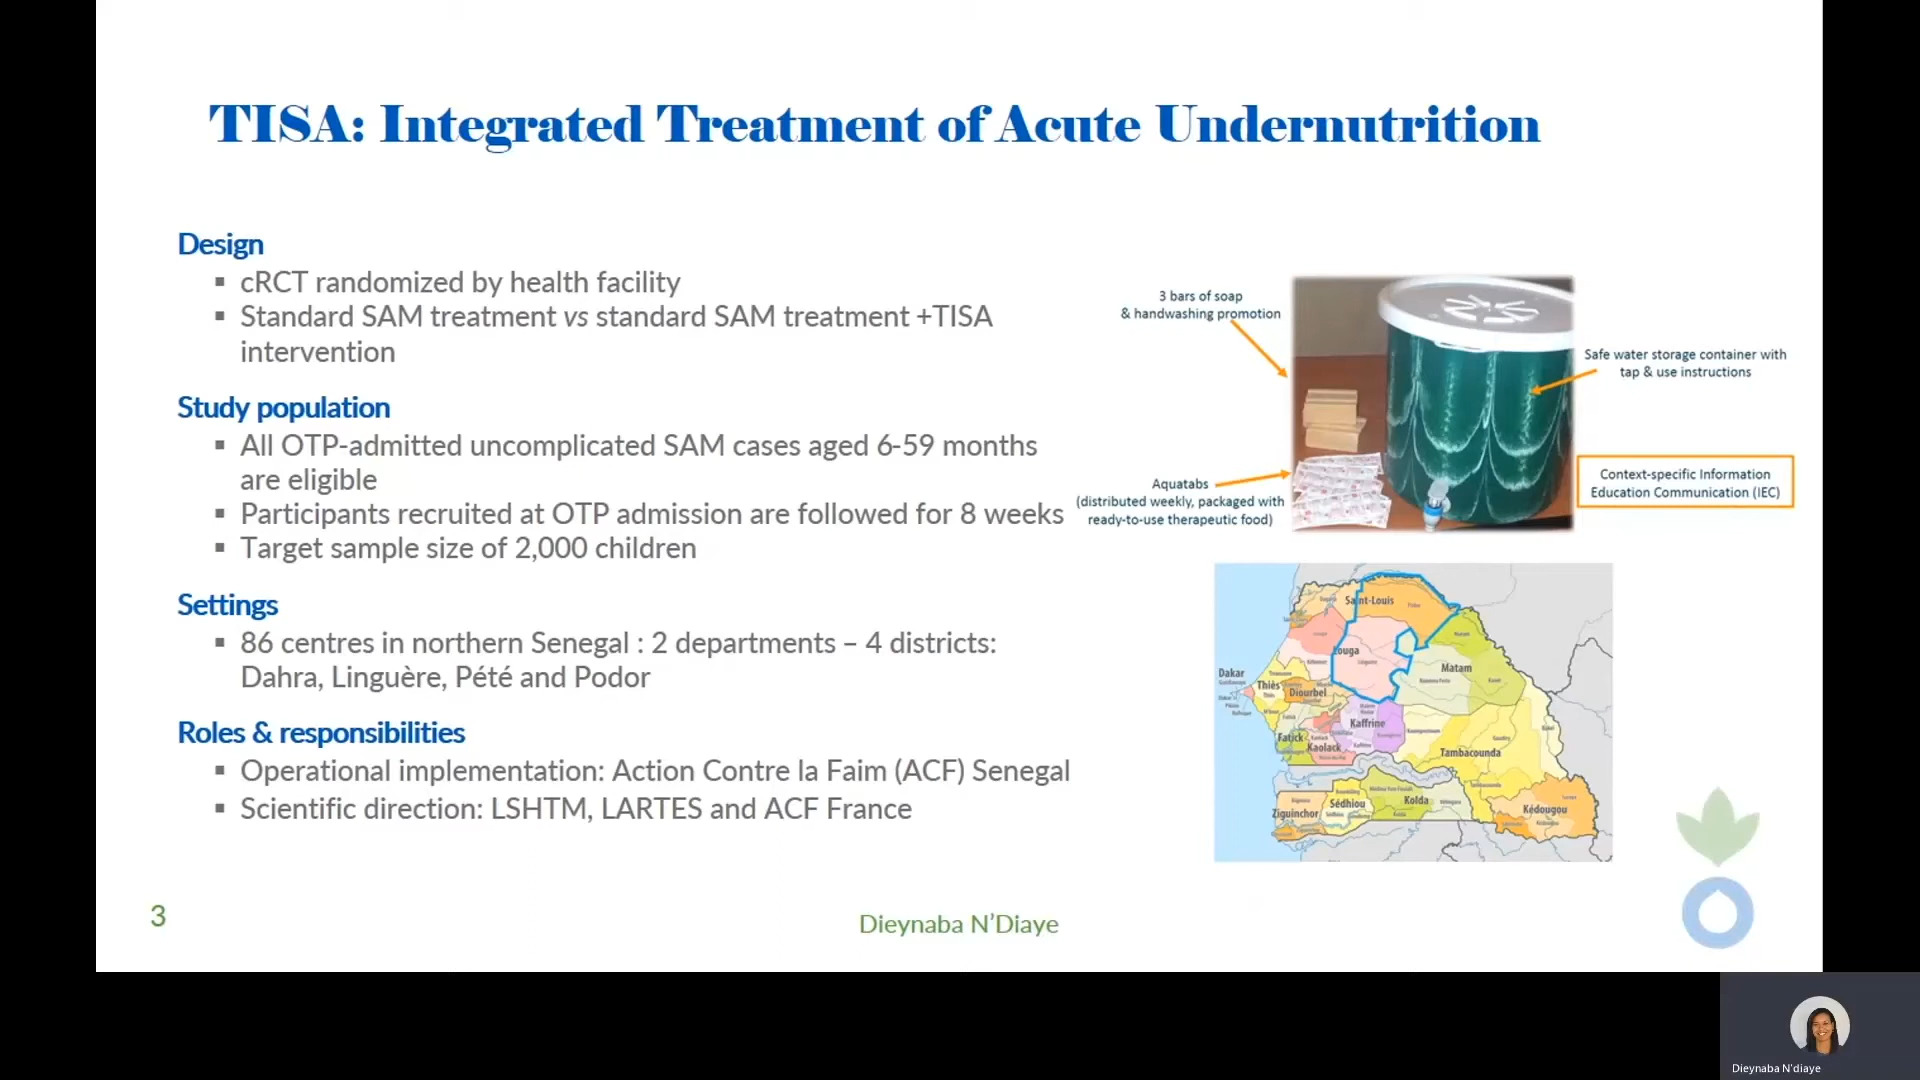 TISA: Integrated Treatment of Acute Undernutrition
Design
▪ cRCT randomized by health facility
▪ Standard SAM treatment vs standard SAM treatment +TISA
intervention
Study population
▪ All OTP-admitted uncomplicated SAM cases aged 6-59 months
are eligible
▪ Participants recruited at OTP admission are followed for 8 weeks
▪ Target sample size of 2,000 children
Settings
▪ 86 centres in northern Senegal : 2 departments – 4 districts:
Dahra, Linguère, Pété and Podor
Roles & responsibilities
▪ Operational implementation: Action Contre la Faim (ACF) Senegal
▪ Scientific direction: LSHTM, LARTES and ACF France
3 bars of soap
& handwashing promotion
Safe water storage container with
tap & use instructions
Aquatabs
(distributed weekly, packaged with
ready-to-use therapeutic food)
Context-specific Information
Education Communication (IEC)
Saint-Louis
Louga
Matam
Dakar
Thiès
Diourbel
Kaffrine
Fatick
Kaolack
Tambacounda
Ziguinchor
Sédhiou
Kolda
Kédougou
3
Dieynaba N’Diaye
Dieynaba N'diaye